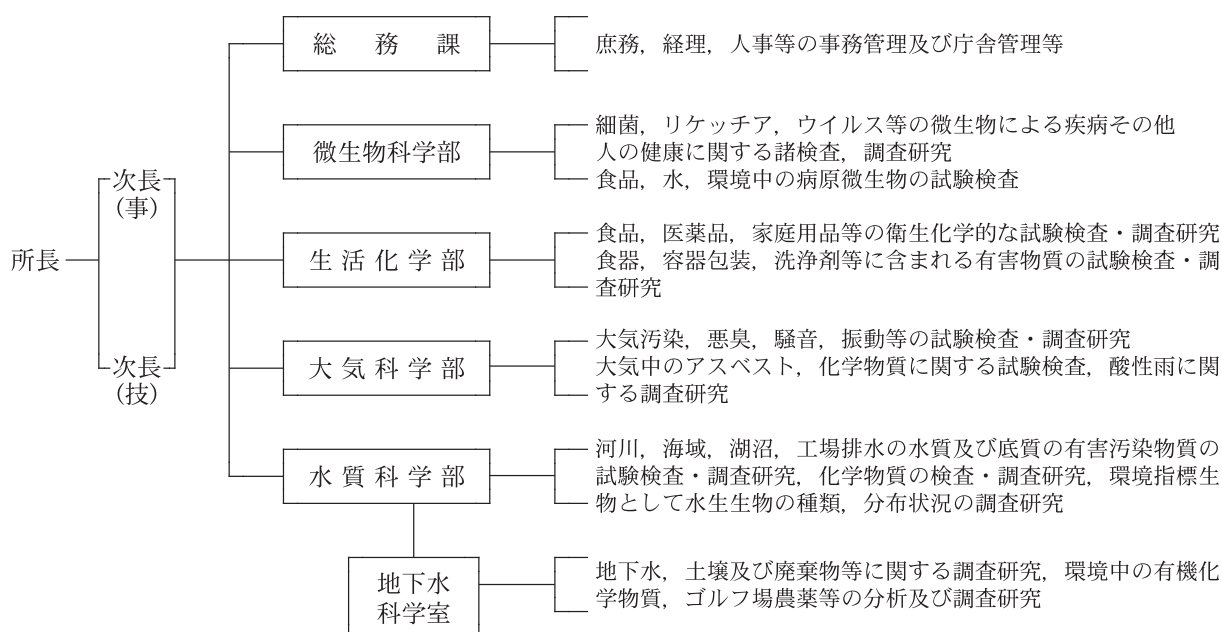 所長
次長
(事)
次長
(技)
総務課
庶務，経理，人事等の事務管理及び庁舎管理等
微生物科学部
細菌，リケッチア，ウイルス等の微生物による疾病その他
人の健康に関する諸検査，調査研究
食品，水，環境中の病原微生物の試験検査
生活化学部
食品，医薬品，家庭用品等の衛生化学的な試験検査・調査研究
食器，容器包装，洗浄剤等に含まれる有害物質の試験検査・調
査研究
大気科学部
大気汚染，悪臭，騒音，振動等の試験検査・調査研究
大気中のアスベスト，化学物質に関する試験検査，酸性雨に関
する調査研究
水質科学部
河川，海域，湖沼，工場排水の水質及び底質の有害汚染物質の
試験検査・調査研究，化学物質の検査・調査研究，環境指標生
物として水生生物の種類，分布状況の調査研究
地下水
科学室
地下水，土壌及び廃棄物等に関する調査研究，環境中の有機化
学物質，ゴルフ場農薬等の分析及び調査研究